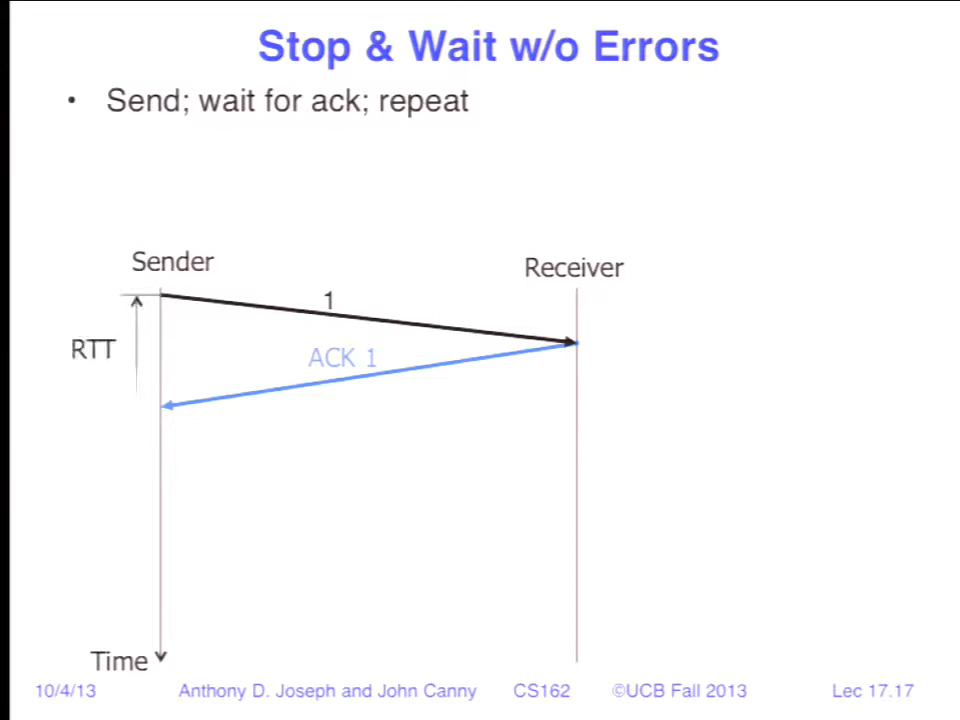 Stop & Wait w/o Errors
• Send; wait for ack; repeat
Sender
Receiver
1
RTT
ACK 1
Time
10/4/13 Anthony D. Joseph and John Canny CS162 ©UCB Fall 2013 Lec 17.17